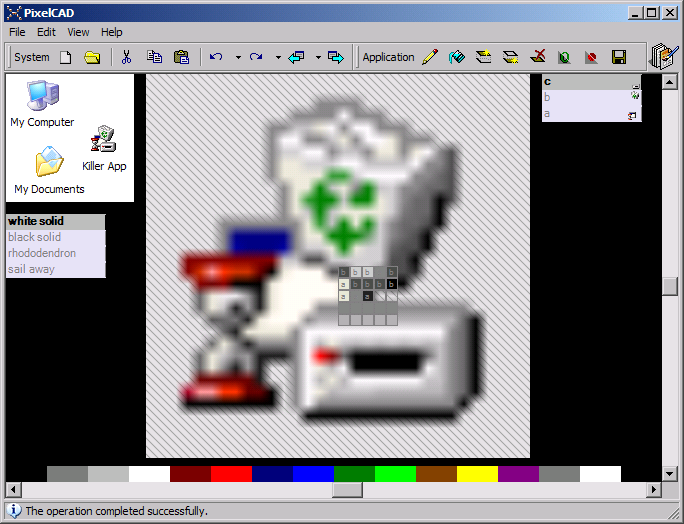 PixelCAD
File Edit View Help
System Application
My Computer
Killer App
My Documents
c
b
a
white solid
black solid
rhododendron
sail away
b b b b
a b b b b
a a
The operation completed successfully.